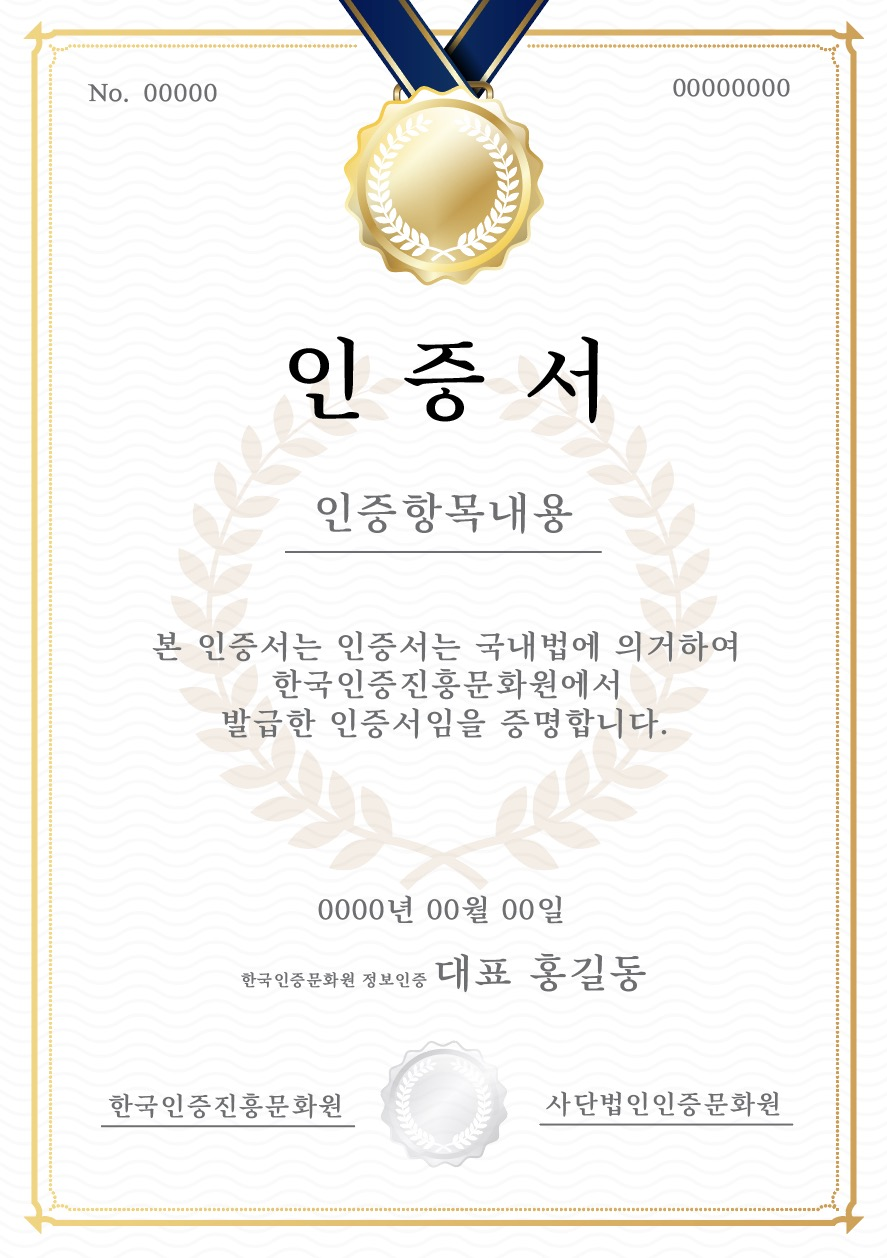 No. 00000
00000000
인 증 서
인증항목내용
본 인증서는 인증서는 국내법에 의거하여
한국인증진흥문화원에서
발급한 인증서임을 증명합니다.
0000년 00월 00일
한국인증문화원 정보인증 대표 홍길동
한국인증진흥문화원
사단법인인증문화원